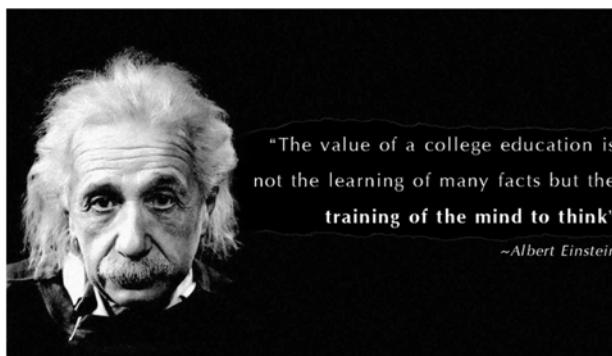 “The value of a college education is
not the learning of many facts but the
training of the mind to think”
~Albert Einstein